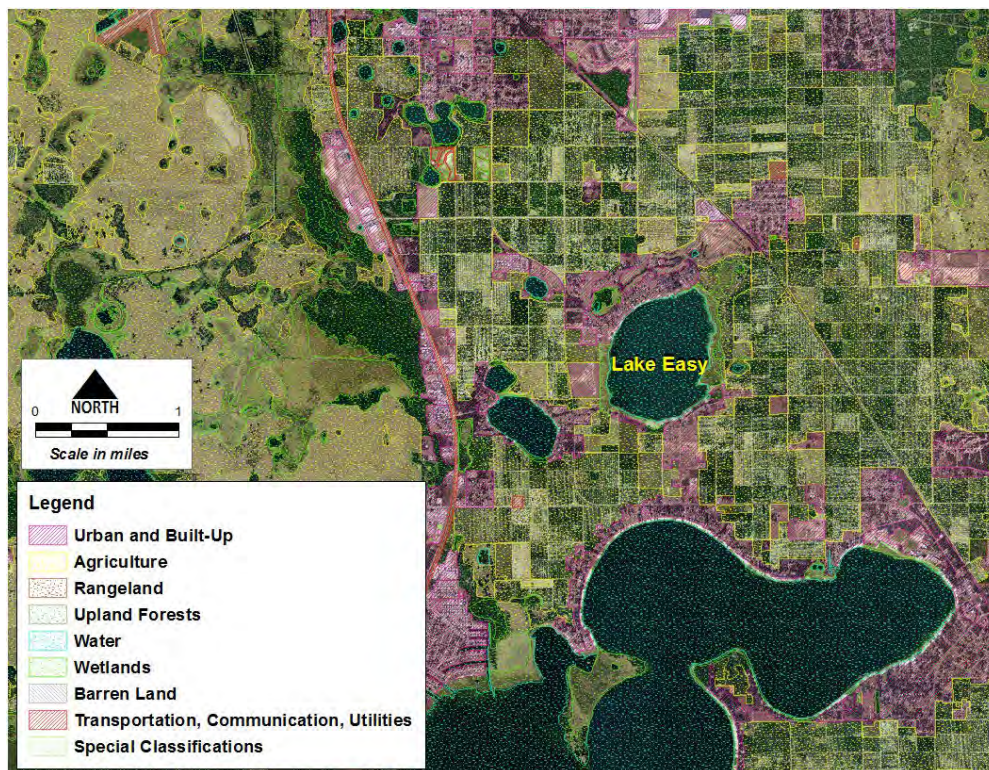 Lake Easy
NORTH
0 1
Scale in miles
Legend
Urban and Built-Up
Agriculture
Rangeland
Upland Forests
Water
Wetlands
Barren Land
Transportation, Communication, Utilities
Special Classifications